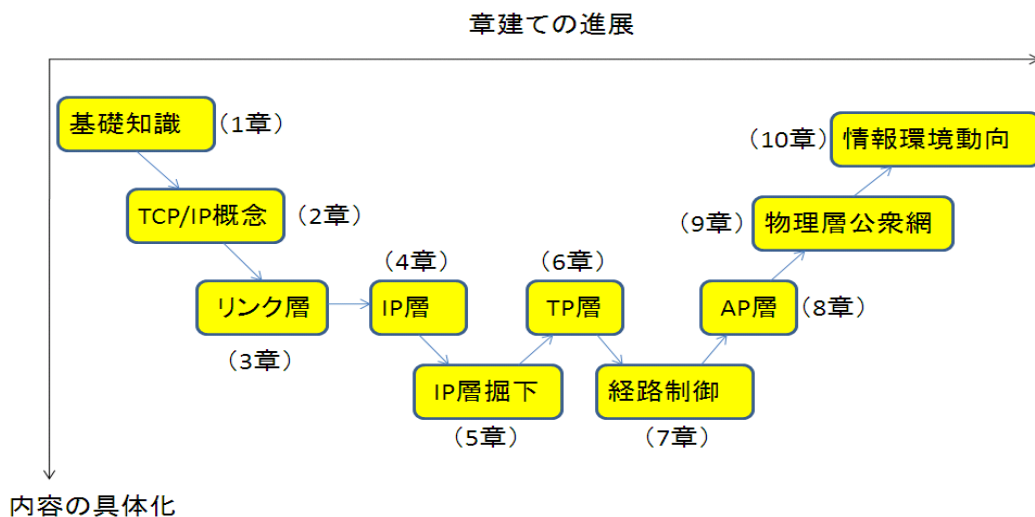 章建ての進展
基礎知識
（1章）
（10章）
情報環境動向
TCP/IP概念
（2章）
（9章）
物理層公衆網
（4章）
（6章）
リンク層
IP層
TP層
AP層
（8章）
（3章）
IP層掘下
経路制御
（5章）
（7章）
内容の具体化